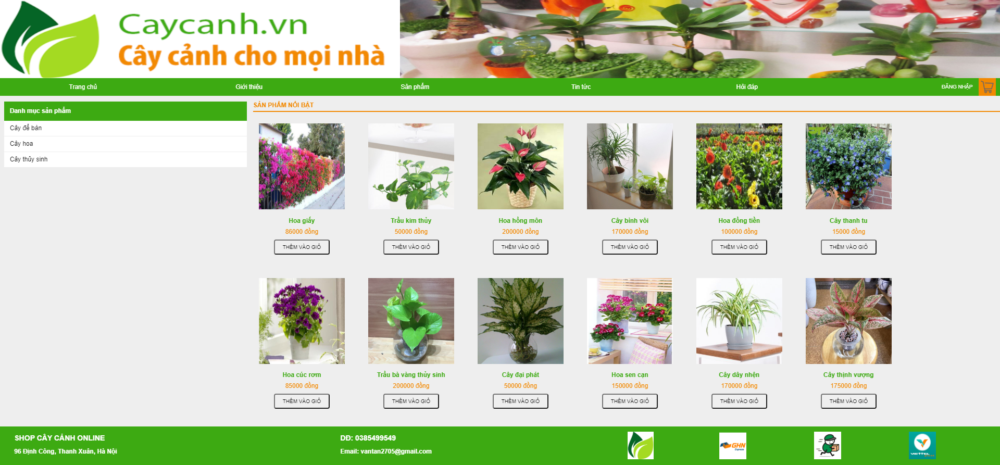 Caycanh.vn
Cây cảnh cho mọi nhà
Trang chủ Giới thiệu Sản phẩm Tin tức Hỏi đáp ĐĂNG NHẬP
Danh mục sản phẩm
Cây để bàn
Cây hoa
Cây thủy sinh
SẢN PHẨM NỔI BẬT
Hoa giấy Trầu kim thủy Hoa hồng môn Cây bình vôi Hoa đồng tiền Cây thanh tu
86000 đồng 50000 đồng 200000 đồng 170000 đồng 100000 đồng 15000 đồng
THÊM VÀO GIỎ THÊM VÀO GIỎ THÊM VÀO GIỎ THÊM VÀO GIỎ THÊM VÀO GIỎ THÊM VÀO GIỎ
Hoa cúc rơm Trầu bà vàng thủy sinh Cây đại phát Hoa sen cạn Cây dây nhện Cây thịnh vượng
85000 đồng 200000 đồng 50000 đồng 150000 đồng 170000 đồng 175000 đồng
THÊM VÀO GIỎ THÊM VÀO GIỎ THÊM VÀO GIỎ THÊM VÀO GIỎ THÊM VÀO GIỎ THÊM VÀO GIỎ
SHOP CÂY CẢNH ONLINE
96 Định Công, Thanh Xuân, Hà Nội
DĐ: 0385499549
Email: vantan2705@gmail.com
GHN
Express
VIETTEL